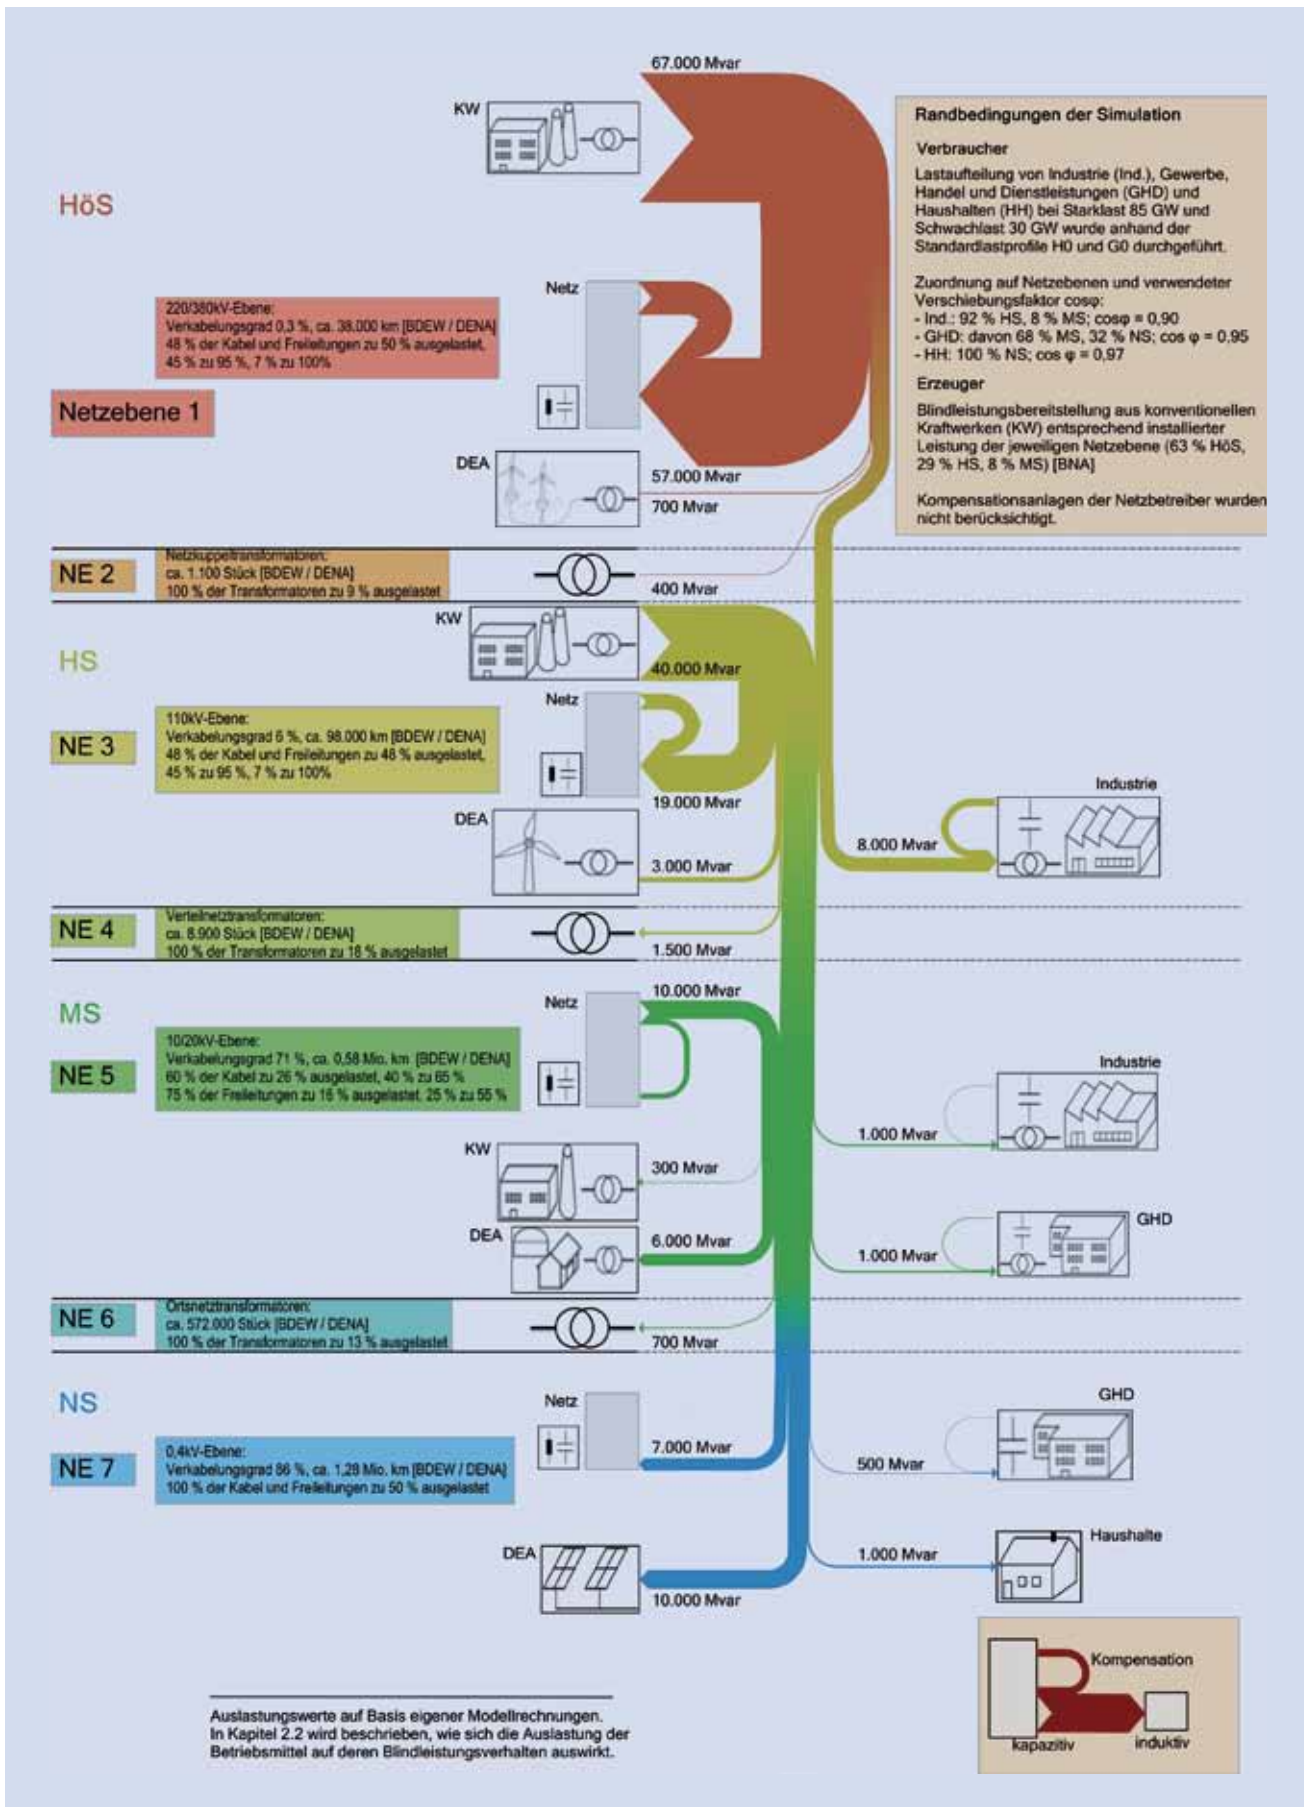 67.000 Mvar
KW
HöS
Randbedingungen der Simulation
Verbraucher
Lastaufteilung von Industrie (Ind.), Gewerbe,
Handel und Dienstleistungen (GHD) und
Haushalten (HH) bei Starklast 85 GW und
Schwachlast 30 GW wurde anhand der
Standardlastprofile H0 und G0 durchgeführt.
Zuordnung auf Netzebenen und verwendeter
Verschiebungsfaktor cosφ:
- Ind.: 92 % HS, 8 % MS; cosφ = 0,90
- GHD: davon 68 % MS, 32 % NS; cos φ = 0,95
- HH: 100 % NS; cos φ = 0,97
Erzeuger
Blindleistungsbereitstellung aus konventionellen
Kraftwerken (KW) entsprechend installierter
Leistung der jeweiligen Netzebene (63 % HöS,
29 % HS, 8 % MS) [BNA]
Kompensationsanlagen der Netzbetreiber wurden
nicht berücksichtigt.
Netz
220/380kV-Ebene:
Verkabelungsgrad 0,3 %, ca. 38.000 km [BDEW / DENA]
48 % der Kabel und Freileitungen zu 50 % ausgelastet,
45 % zu 95 %, 7 % zu 100%
Netzebene 1
DEA
57.000 Mvar
700 Mvar
NE 2
Netzkuppeltransformatoren:
ca. 1.100 Stück [BDEW / DENA]
100 % der Transformatoren zu 9 % ausgelastet
400 Mvar
KW
HS
40.000 Mvar
Netz
NE 3
110kV-Ebene:
Verkabelungsgrad 6 %, ca. 98.000 km [BDEW / DENA]
48 % der Kabel und Freileitungen zu 48 % ausgelastet,
45 % zu 95 %, 7 % zu 100%
19.000 Mvar
Industrie
DEA
8.000 Mvar
3.000 Mvar
NE 4
Verteilnetztransformatoren:
ca. 8.900 Stück [BDEW / DENA]
100 % der Transformatoren zu 18 % ausgelastet
1.500 Mvar
MS
Netz
10.000 Mvar
NE 5
10/20kV-Ebene:
Verkabelungsgrad 71 %, ca. 0,58 Mio. km [BDEW / DENA]
60 % der Kabel zu 26 % ausgelastet, 40 % zu 65 %
75 % der Freileitungen zu 16 % ausgelastet, 25 % zu 55 %
Industrie
1.000 Mvar
KW
300 Mvar
DEA
6.000 Mvar
GHD
1.000 Mvar
NE 6
Ortsnetztransformatoren:
ca. 572.000 Stück [BDEW / DENA]
100 % der Transformatoren zu 13 % ausgelastet
700 Mvar
NS
Netz
GHD
NE 7
0,4kV-Ebene:
Verkabelungsgrad 86 %, ca. 1,28 Mio. km [BDEW / DENA]
100 % der Kabel und Freileitungen zu 50 % ausgelastet
7.000 Mvar
500 Mvar
Haushalte
DEA
1.000 Mvar
10.000 Mvar
Kompensation
kapazitiv
induktiv
Auslastungswerte auf Basis eigener Modellrechnungen.
In Kapitel 2.2 wird beschrieben, wie sich die Auslastung der
Betriebsmittel auf deren Blindleistungsverhalten auswirkt.